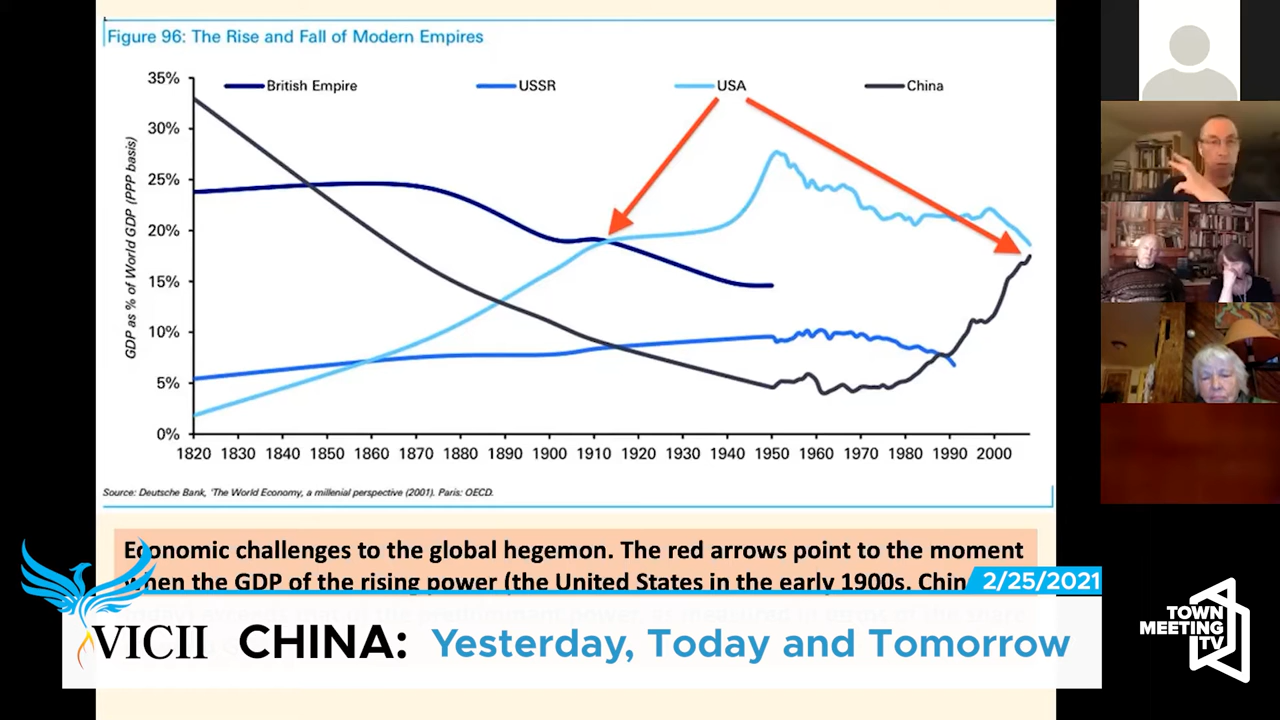 Figure 96: The Rise and Fall of Modern Empires
35%
30%
25%
20%
15%
10%
5%
0%
GDP as % of World GDP (PPP basis)
British Empire
USSR
USA
China
1820 1830 1840 1850 1860 1870 1880 1890 1900 1910 1920 1930 1940 1950 1960 1970 1980 1990 2000
Source: Deutsche Bank, 'The World Economy, a millenial perspective (2001). Paris: OECD.
Economic challenges to the global hegemon. The red arrows point to the moment
when the GDP of the rising power (the United States in the early 1900s. Chin
2/25/2021
VICII
CHINA: Yesterday, Today and Tomorrow
TOWN
MEETING
TV